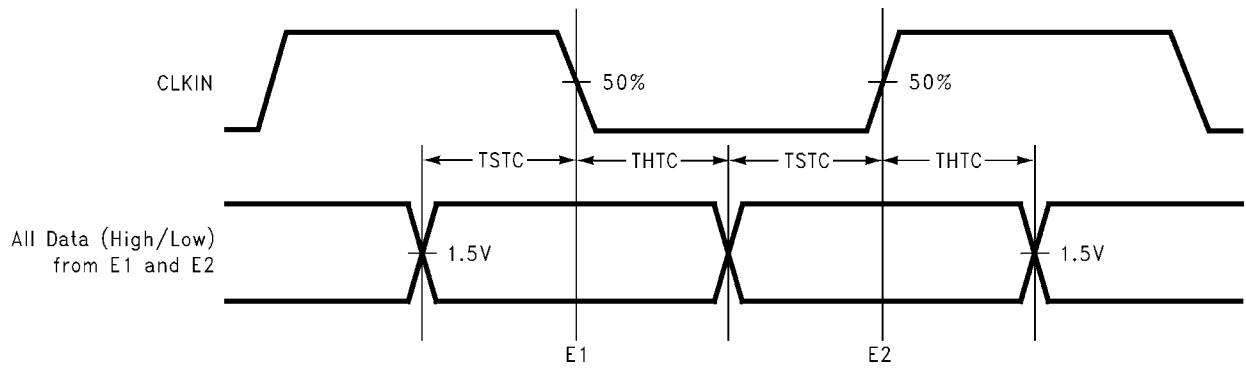 CLKIN
50%
50%
TSTC
THTC
TSTC
THTC
All Data (High/Low)
from E1 and E2
1.5V
1.5V
E1
E2